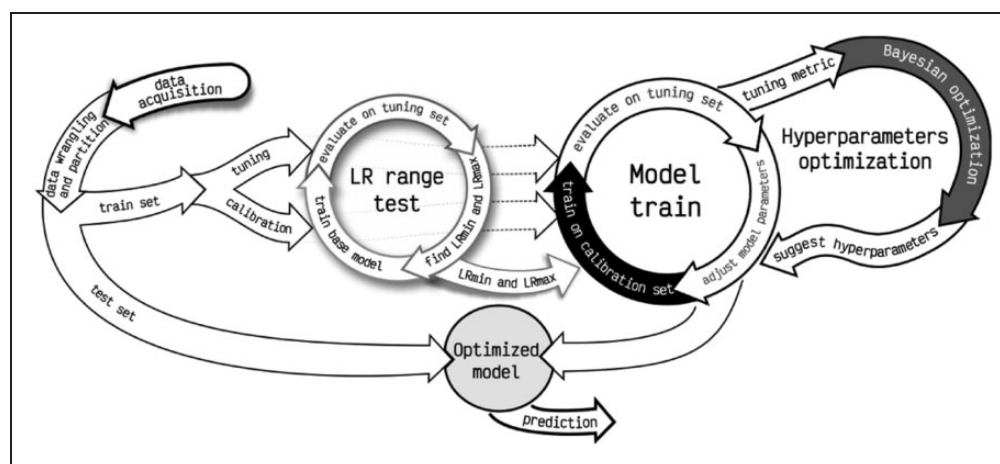 data
acquisition
data wrangling
and partition
train set
tuning
calibration
test set
evaluate on tuning set
find LRmin and LRmax
train base model
LR range
test
LRmin and LRmax
evaluate on tuning set
adjust model parameters
train on calibration set
Model
train
tuning metric
Bayesian optimization
suggest hyperparameters
Hyperparameters
optimization
Optimized
model
prediction